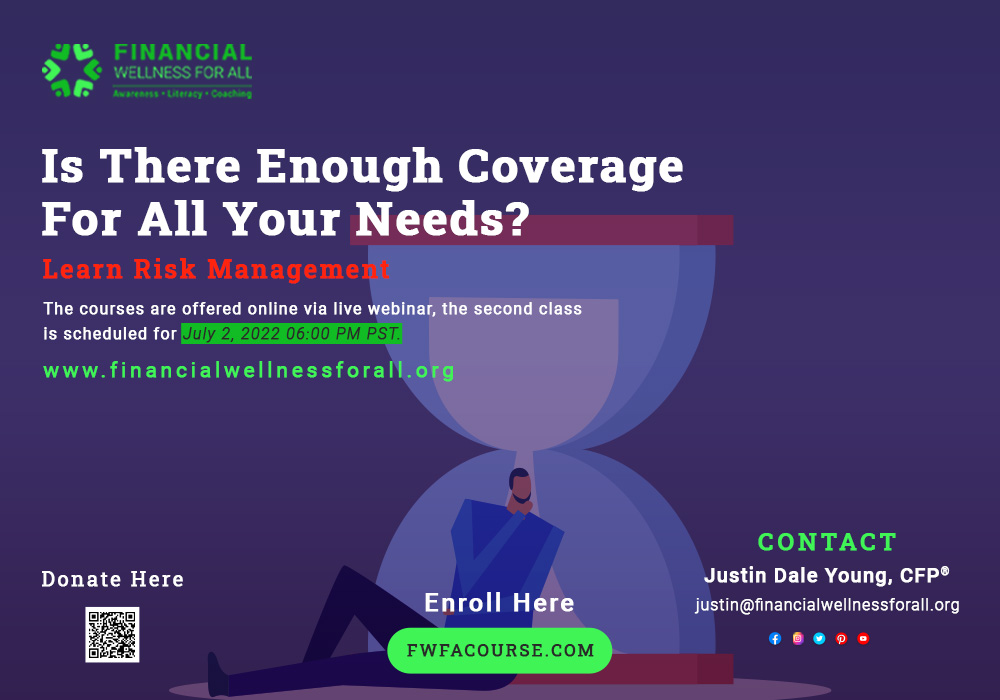 FINANCIAL
WELLNESS FOR ALL
Awareness • Literacy • Coaching
Is There Enough Coverage
For All Your Needs?
Learn Risk Management
The courses are offered online via live webinar, the second class
is scheduled for July 2, 2022 06:00 PM PST.
www.financialwellnessforall.org
Donate Here
Enroll Here
FWFACOURSE.COM
CONTACT
Justin Dale Young, CFP®
justin@financialwellnessforall.org